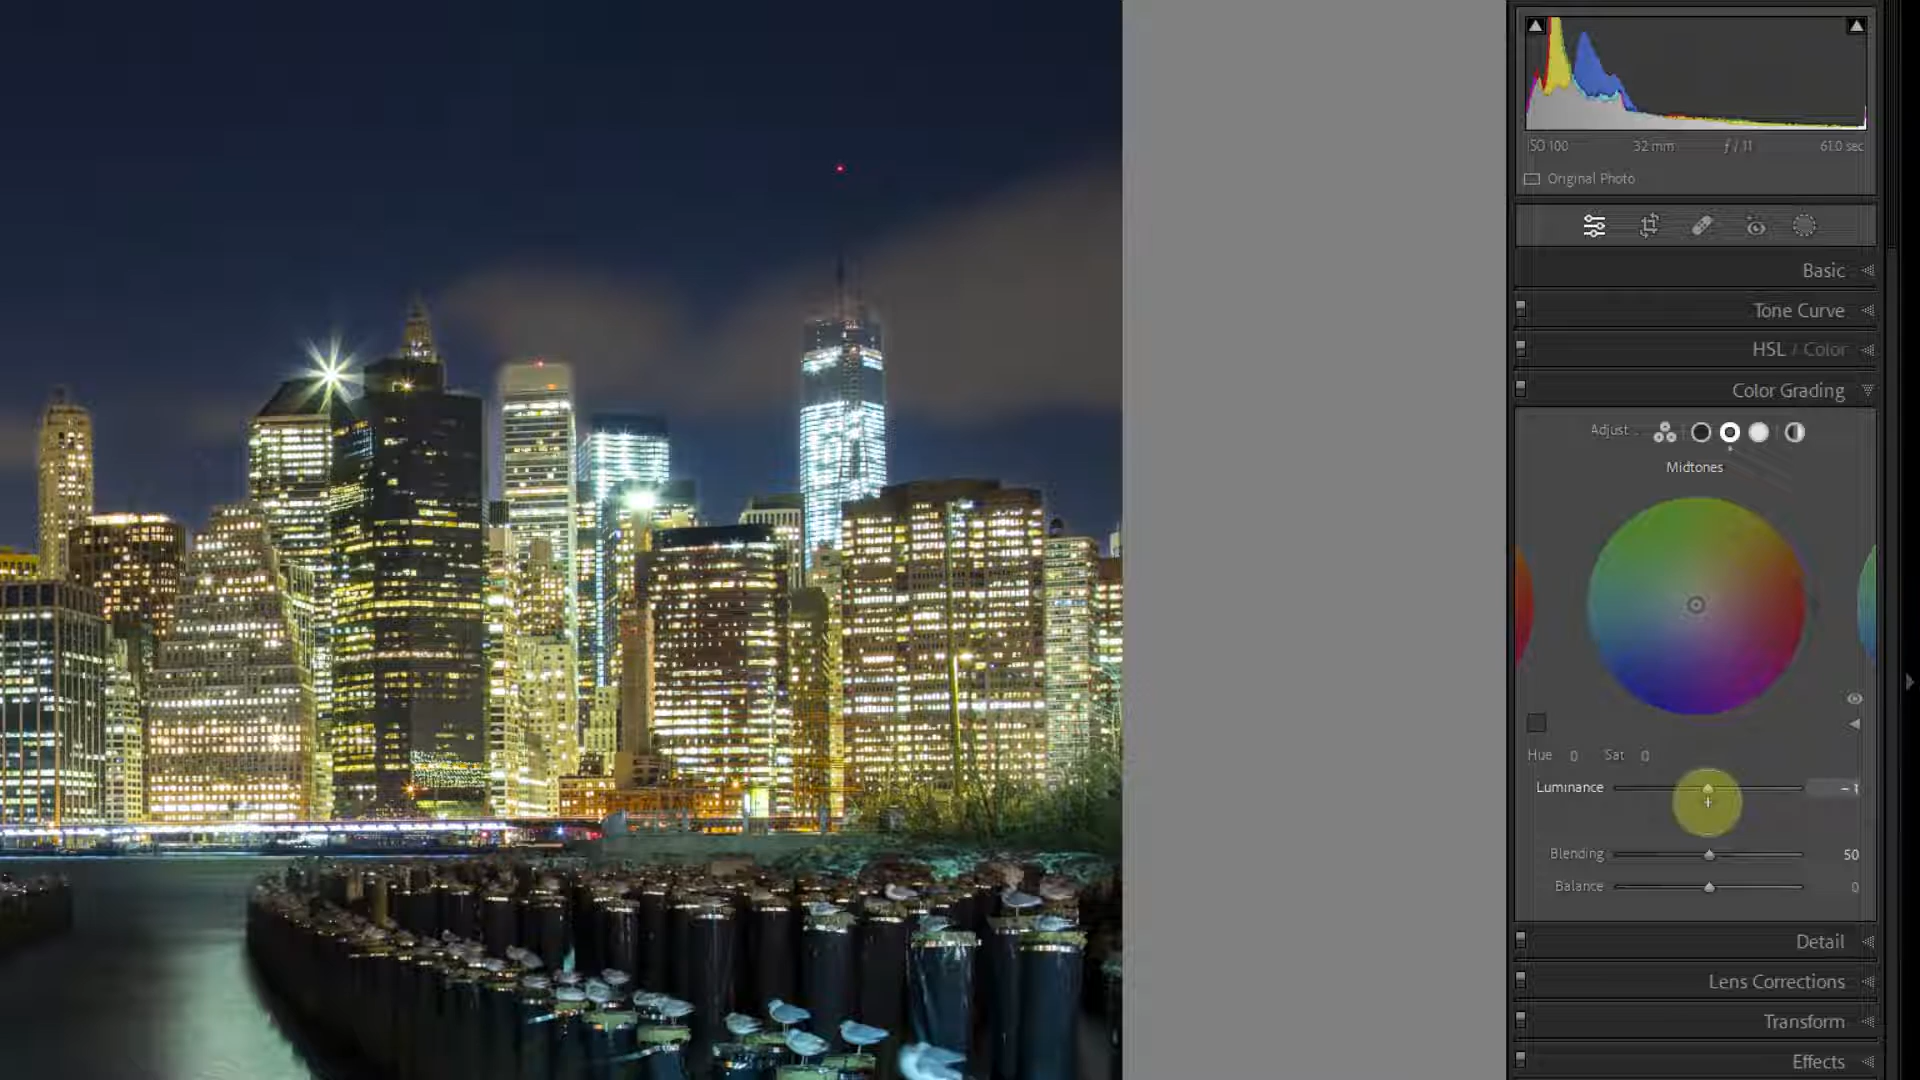 ISO 100 32 mm ƒ / 11 61.0 sec
Original Photo
Basic
Tone Curve
HSL / Color
Color Grading
Adjust
Midtones
Hue 0 Sat 0
Luminance – 1
Blending 50
Balance 0
Detail
Lens Corrections
Transform
Effects